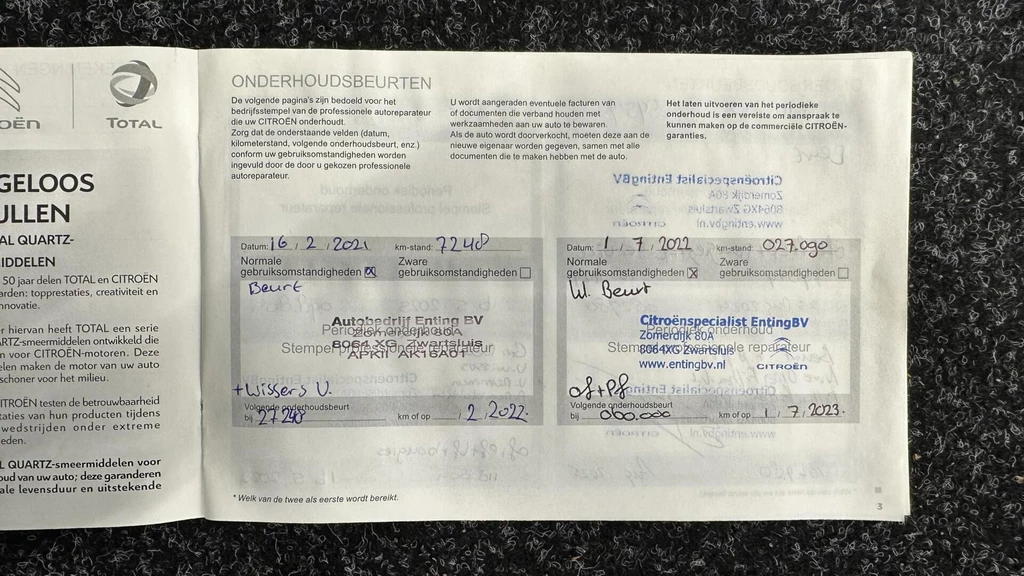 OËN
TOTAL
GELOOS
ULLEN
AL QUARTZ-
IDDELEN
50 jaar delen TOTAL en CITROËN
arden: topprestaties, creativiteit en
nnovatie.
r hiervan heeft TOTAL een serie
RTZ-smeermiddelen ontwikkeld die
n voor CITROËN-motoren. Deze
elen maken de motor van uw auto
schoner voor het milieu.
ITROËN testen de betrouwbaarheid
taties van hun producten tijdens
wedstrijden onder extreme
eden.
L QUARTZ-smeermiddelen voor
oud van uw auto; deze garanderen
ale levensduur en uitstekende
ONDERHOUDSBEURTEN
De volgende pagina's zijn bedoeld voor het
bedrijfsstempel van de professionele autoreparateur
die uw CITROËN onderhoudt.
Zorg dat de onderstaande velden (datum,
kilometerstand, volgende onderhoudsbeurt, enz.)
conform uw gebruiksomstandigheden worden
ingevuld door de door u gekozen professionele
autoreparateur.
U wordt aangeraden eventuele facturen van
of documenten die verband houden met
werkzaamheden aan uw auto te bewaren.
Als de auto wordt doorverkocht, moeten deze aan de
nieuwe eigenaar worden gegeven, samen met alle
documenten die te maken hebben met de auto.
Het laten uitvoeren van het periodieke
onderhoud is een vereiste om aanspraak te
kunnen maken op de commerciële CITROËN-
garanties.
Datum: 16 / 2 / 2021 km-stand: 7248
Normale
gebruiksomstandigheden
Zware
gebruiksomstandigheden
Beurt
Autobedrijf Enting BV
Periodiek onderhoud
Zomerdijk 80A
8064 XG Zwartsluis
Stempel professionele reparateur
APKII AK16A01
+ Wissers V.
Volgende onderhoudsbeurt
bij 27240 km of op / 2 / 2022.
Datum: 1 / 7 / 2022 km-stand: 027.090
Normale
gebruiksomstandigheden
Zware
gebruiksomstandigheden
W. Beurt
Citroënspecialist EntingBV
Periodiek onderhoud
Zomerdijk 80A
Stempel professionele reparateur
8064XG Zwartsluis
www.entingbv.nl
CITROËN
of+Pf
Volgende onderhoudsbeurt
bij 060.000 km of op 1 / 7 / 2023.
* Welk van de twee als eerste wordt bereikt.
3